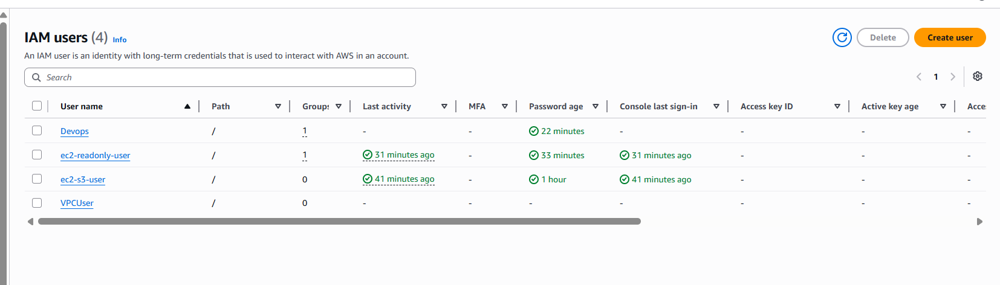 IAM users (4) Info
Delete
Create user
An IAM user is an identity with long-term credentials that is used to interact with AWS in an account.
Search
1
User name Path Groups Last activity MFA Password age Console last sign-in Access key ID Active key age Acce
Devops / 1 - - 22 minutes - - - -
ec2-readonly-user / 1 31 minutes ago - 33 minutes 31 minutes ago - - -
ec2-s3-user / 0 41 minutes ago - 1 hour 41 minutes ago - - -
VPCUser / 0 - - - - - - -